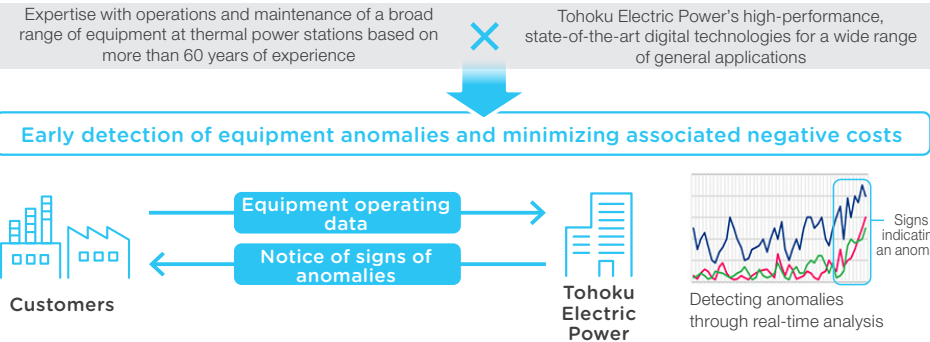 Expertise with operations and maintenance of a broad
range of equipment at thermal power stations based on
more than 60 years of experience
Tohoku Electric Power's high-performance,
state-of-the-art digital technologies for a wide range
of general applications
Early detection of equipment anomalies and minimizing associated negative costs
Equipment operating
data
Notice of signs of
anomalies
Customers
Tohoku
Electric
Power
Signs
indicatin
an anom
Detecting anomalies
through real-time analysis